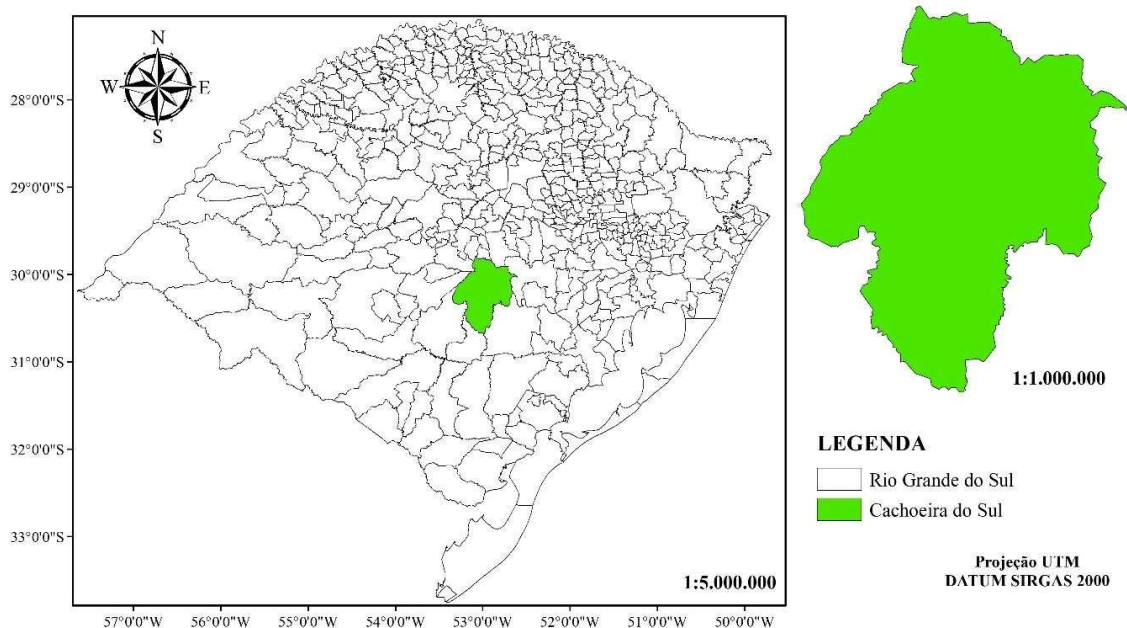 N
W E
S
28°0'0"S
29°0'0"S
30°0'0"S
31°0'0"S
32°0'0"S
33°0'0"S
57°0'0"W 56°0'0"W 55°0'0"W 54°0'0"W 53°0'0"W 52°0'0"W 51°0'0"W 50°0'0"W
1:5.000.000
1:1.000.000
LEGENDA
Rio Grande do Sul
Cachoeira do Sul
Projeção UTM
DATUM SIRGAS 2000